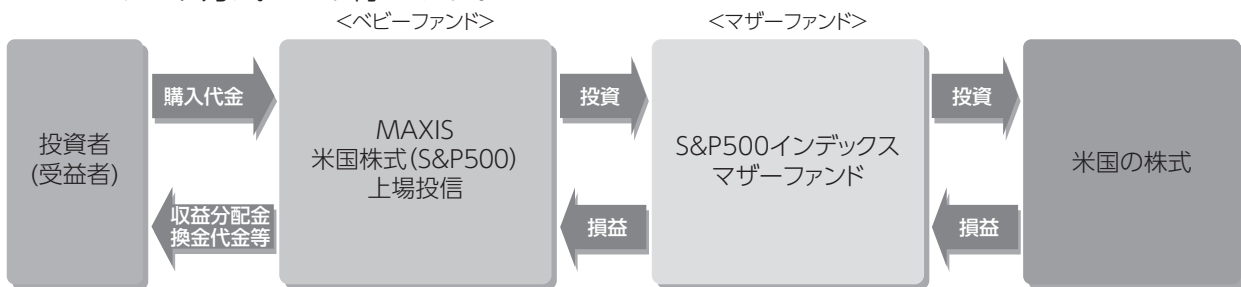 <ベビーファンド>
<マザーファンド>
投資者
(受益者)
購入代金
収益分配金
換金代金等
MAXIS
米国株式(S&P500)
上場投信
投資
損益
S&P500インデックス
マザーファンド
投資
損益
米国の株式